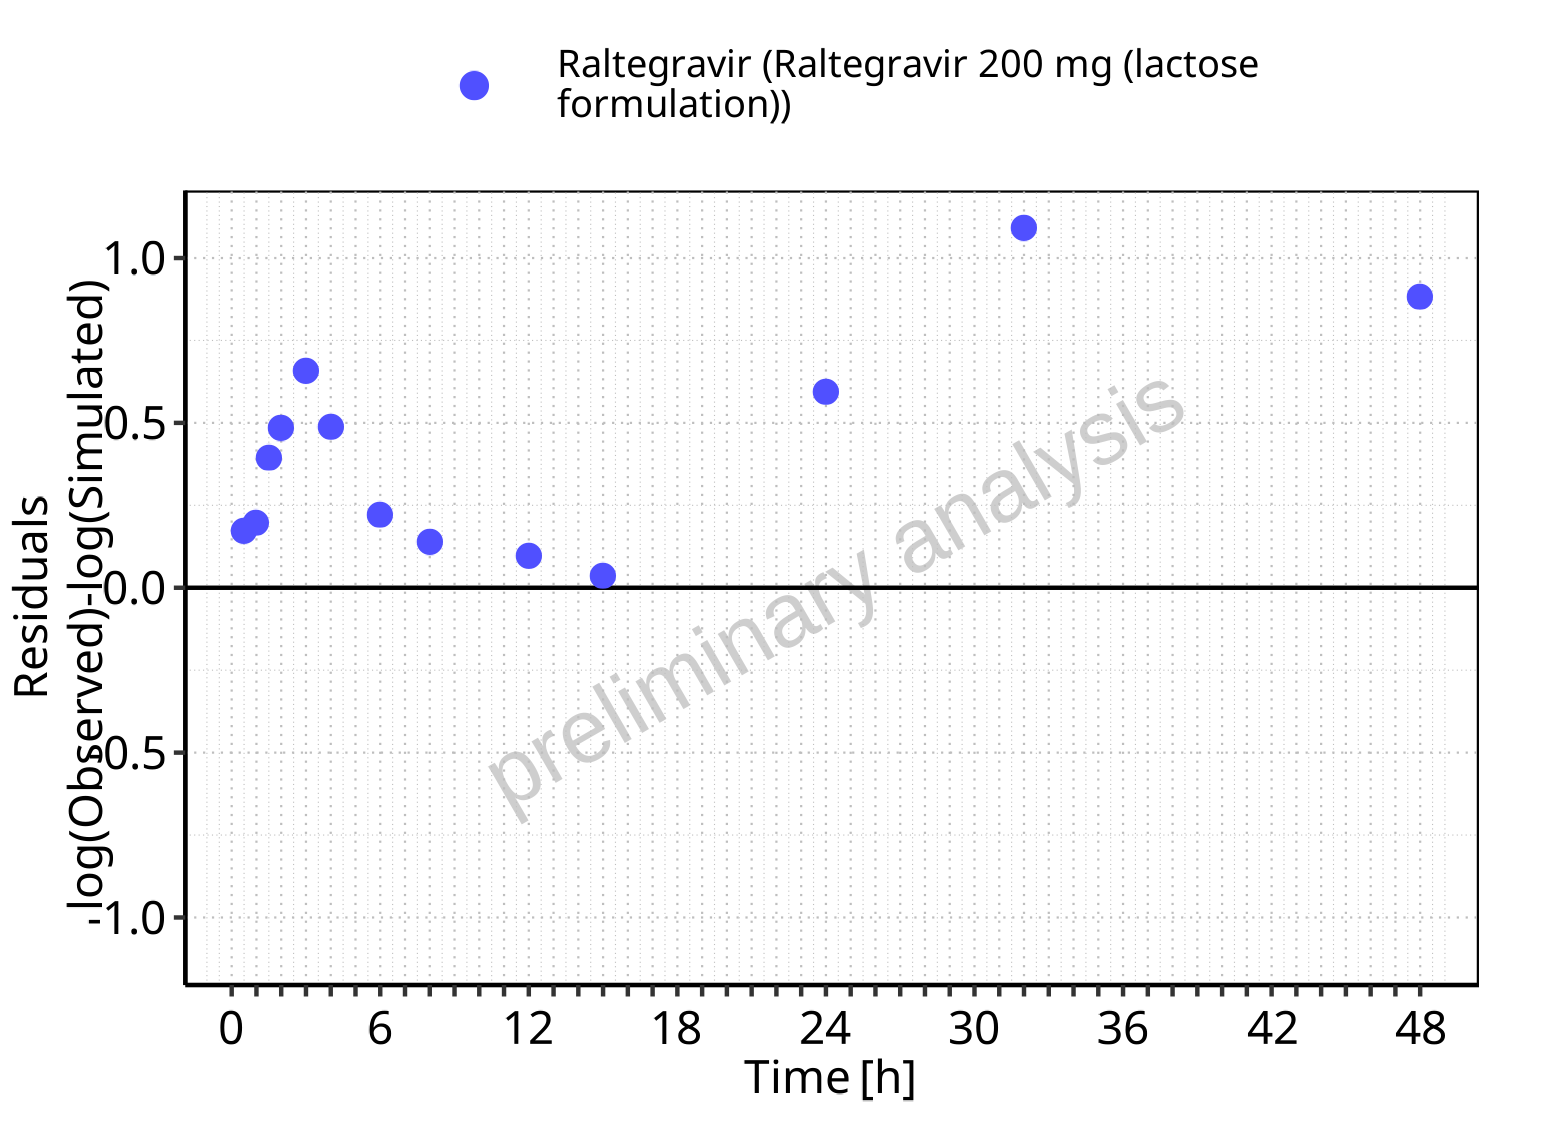 Raltegravir (Raltegravir 200 mg (lactose
formulation))
Residuals
-log(Observed)-log(Simulated)
1.0
0.5
0.0
-0.5
-1.0
preliminary analysis
0 6 12 18 24 30 36 42 48
Time [h]